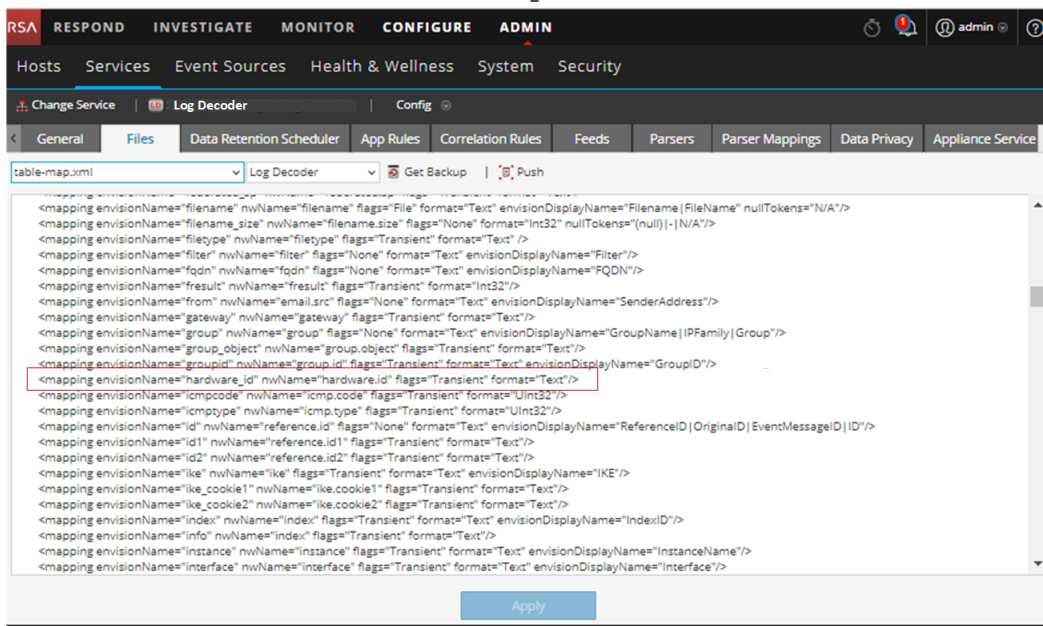 RSA RESPOND INVESTIGATE MONITOR CONFIGURE ADMIN 1 admin ?
Hosts Services Event Sources Health & Wellness System Security
Change Service | LD Log Decoder | Config
< General Files Data Retention Scheduler App Rules Correlation Rules Feeds Parsers Parser Mappings Data Privacy Appliance Service
table-map.xml Log Decoder Get Backup | Push
<mapping envisionName="filename" nwName="filename" flags="File" format="Text" envisionDisplayName="Filename|FileName" nullTokens="N/A"/>
<mapping envisionName="filename_size" nwName="filename.size" flags="None" format="Int32" nullTokens="(null)|-|N/A"/>
<mapping envisionName="filetype" nwName="filetype" flags="Transient" format="Text" />
<mapping envisionName="filter" nwName="filter" flags="None" format="Text" envisionDisplayName="Filter"/>
<mapping envisionName="fqdn" nwName="fqdn" flags="None" format="Text" envisionDisplayName="FQDN"/>
<mapping envisionName="fresult" nwName="fresult" flags="Transient" format="Int32"/>
<mapping envisionName="from" nwName="email.src" flags="None" format="Text" envisionDisplayName="SenderAddress"/>
<mapping envisionName="gateway" nwName="gateway" flags="Transient" format="Text"/>
<mapping envisionName="group" nwName="group" flags="None" format="Text" envisionDisplayName="GroupName|IPFamily|Group"/>
<mapping envisionName="group_object" nwName="group.object" flags="Transient" format="Text"/>
<mapping envisionName="groupid" nwName="group.id" flags="Transient" format="Text" envisionDisplayName="GroupID"/>
<mapping envisionName="hardware_id" nwName="hardware.id" flags="Transient" format="Text"/>
<mapping envisionName="icmpcode" nwName="icmp.code" flags="Transient" format="UInt32"/>
<mapping envisionName="icmptype" nwName="icmp.type" flags="Transient" format="UInt32"/>
<mapping envisionName="id" nwName="reference.id" flags="None" format="Text" envisionDisplayName="ReferenceID|OriginalID|EventMessageID|ID"/>
<mapping envisionName="id1" nwName="reference.id1" flags="Transient" format="Text"/>
<mapping envisionName="id2" nwName="reference.id2" flags="Transient" format="Text"/>
<mapping envisionName="ike" nwName="ike" flags="Transient" format="Text" envisionDisplayName="IKE"/>
<mapping envisionName="ike_cookie1" nwName="ike.cookie1" flags="Transient" format="Text"/>
<mapping envisionName="ike_cookie2" nwName="ike.cookie2" flags="Transient" format="Text"/>
<mapping envisionName="index" nwName="index" flags="Transient" format="Text" envisionDisplayName="IndexID"/>
<mapping envisionName="info" nwName="index" flags="Transient" format="Text"/>
<mapping envisionName="instance" nwName="instance" flags="Transient" format="Text" envisionDisplayName="InstanceName"/>
<mapping envisionName="interface" nwName="interface" flags="Transient" format="Text" envisionDisplayName="Interface"/>
Apply